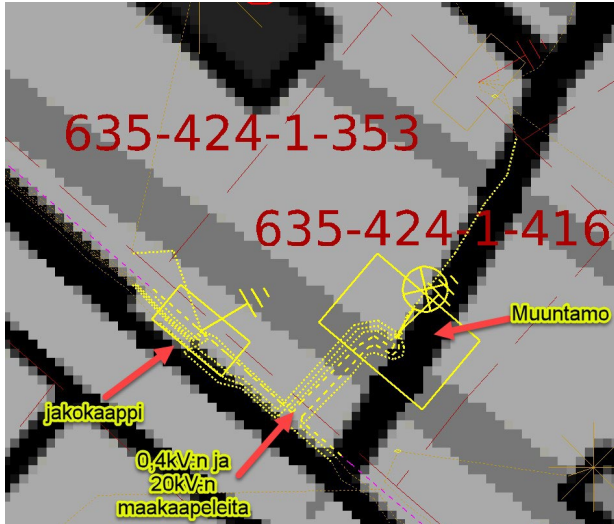 635-424-1-353
635-424-1-416
Muuntamo
jakokaappi
0,4kV:n ja
20kV:n
maakaapeleita